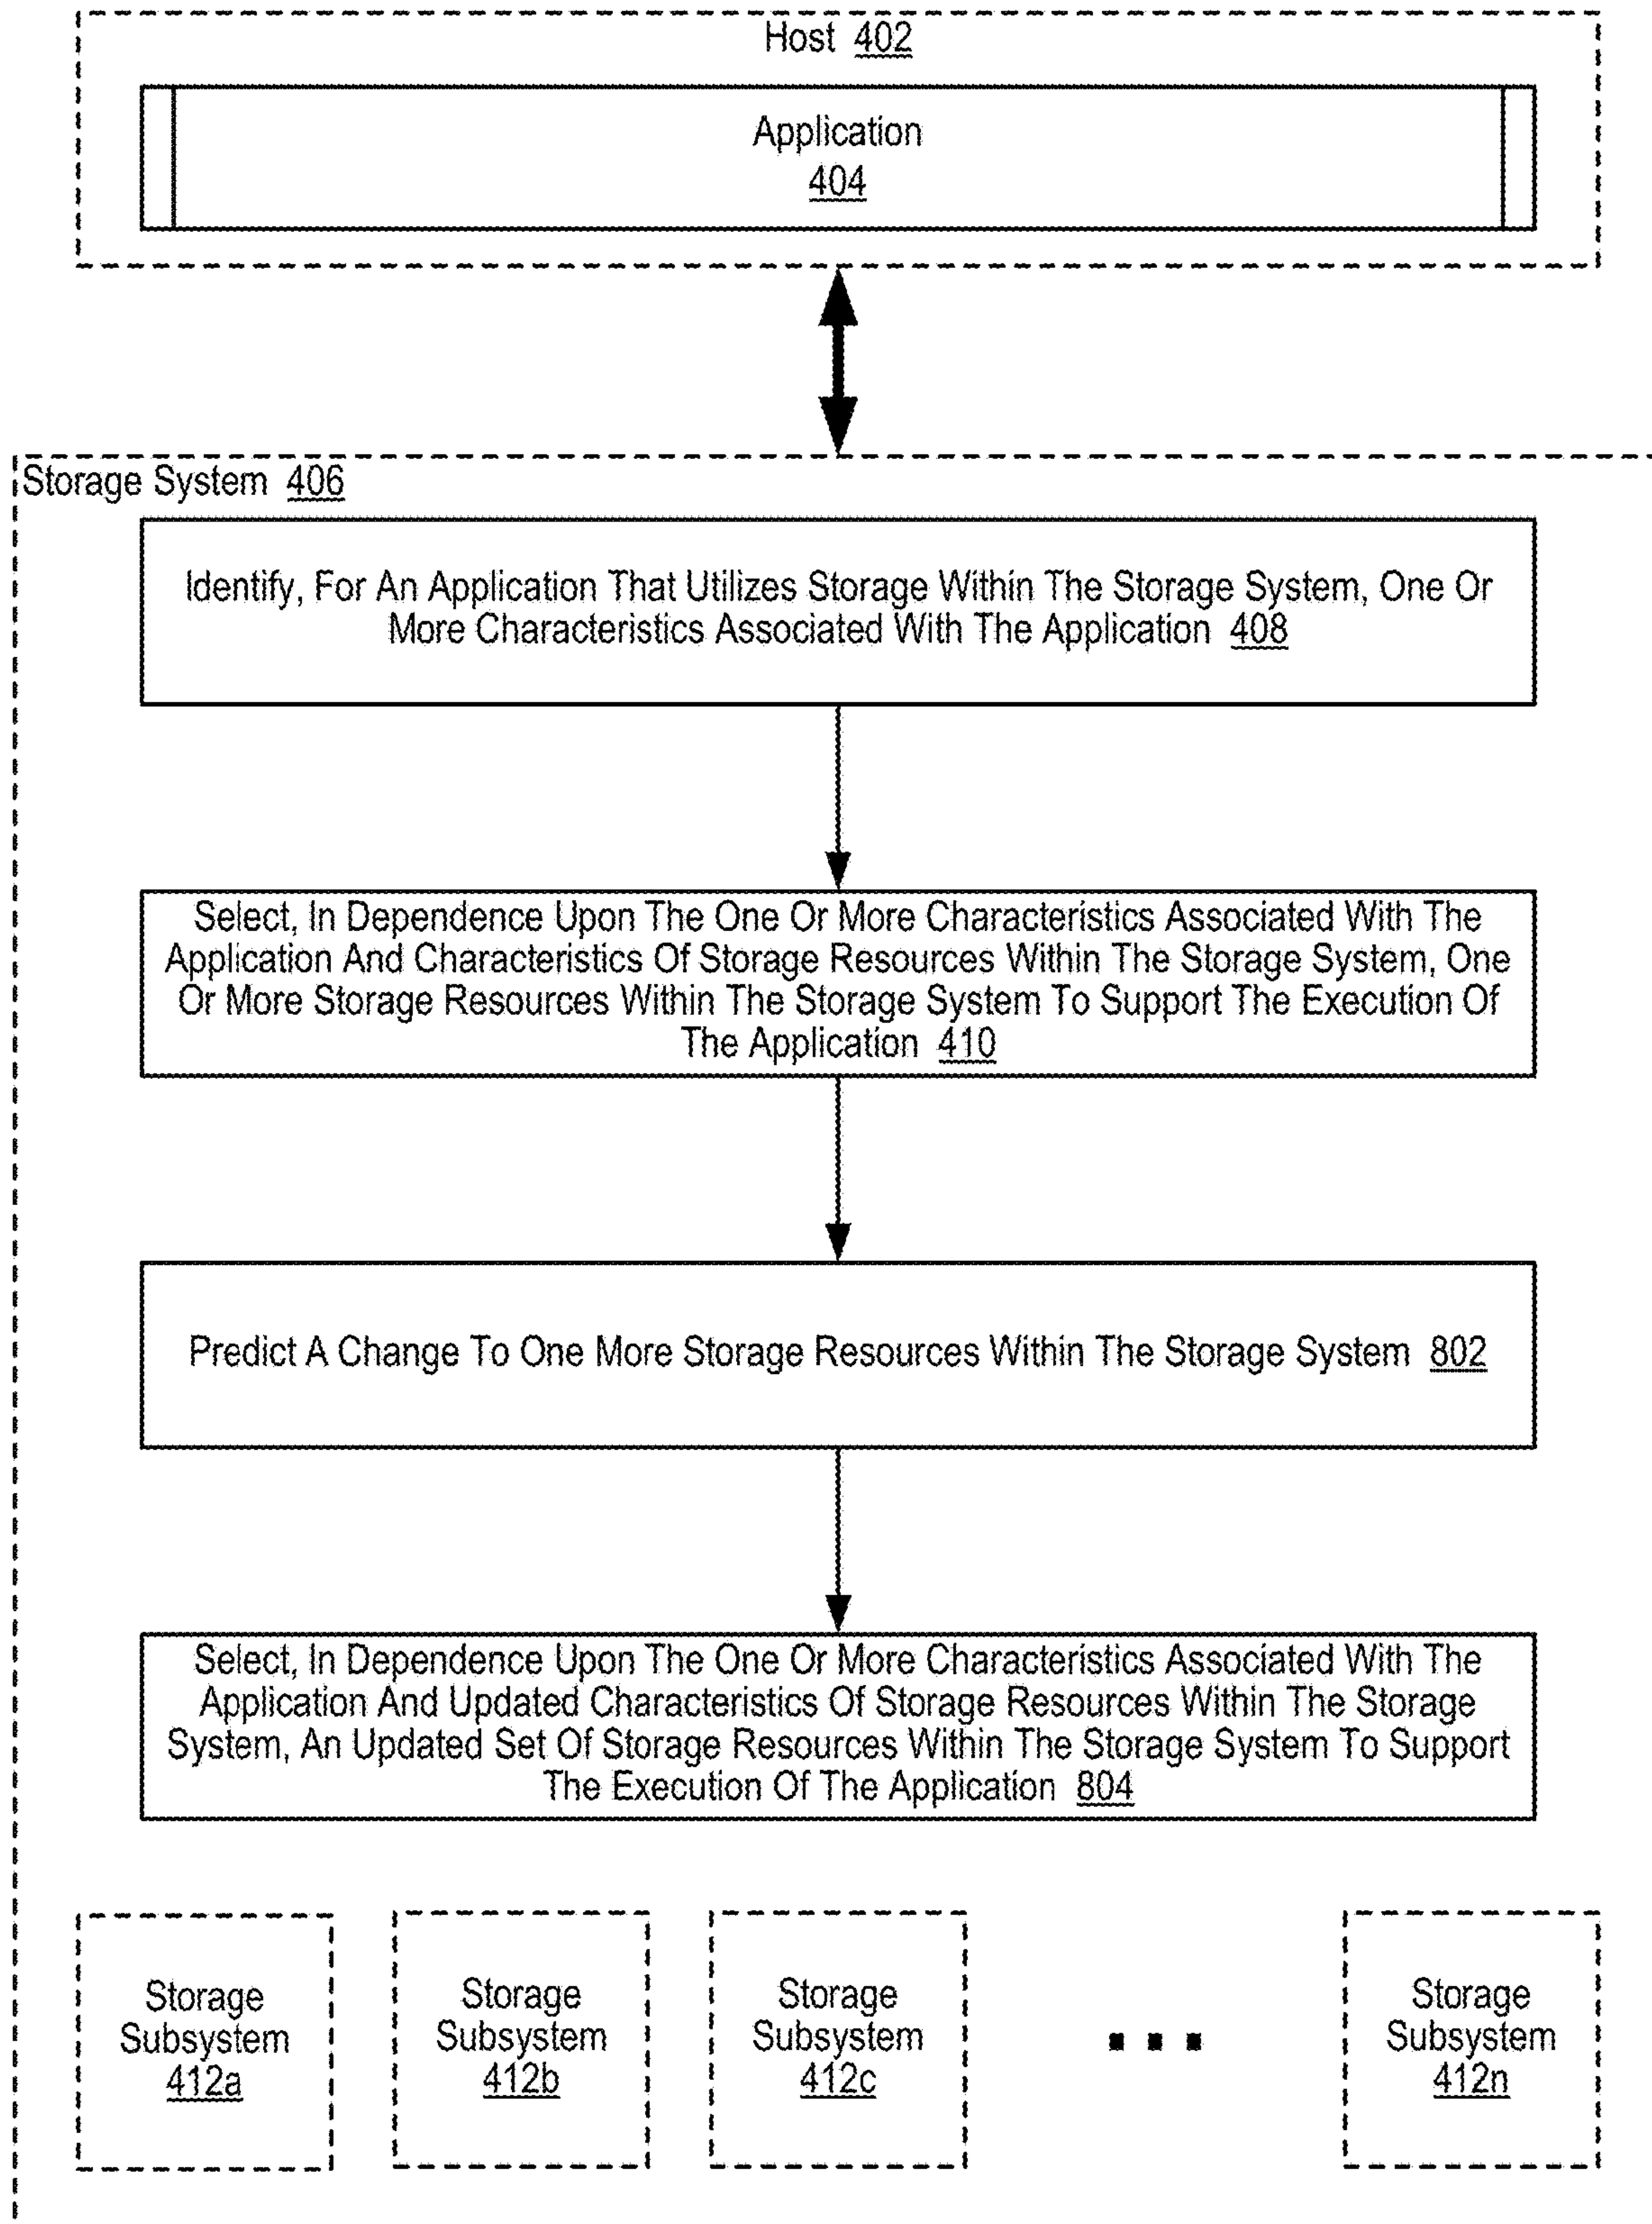 Host 402
Application
404
Storage System 406
Identify, For An Application That Utilizes Storage Within The Storage System, One Or
More Characteristics Associated With The Application 408
Select, In Dependence Upon The One Or More Characteristics Associated With The
Application And Characteristics Of Storage Resources Within The Storage System, One
Or More Storage Resources Within The Storage System To Support The Execution Of
The Application 410
Predict A Change To One More Storage Resources Within The Storage System 802
Select, In Dependence Upon The One Or More Characteristics Associated With The
Application And Updated Characteristics Of Storage Resources Within The Storage
System, An Updated Set Of Storage Resources Within The Storage System To Support
The Execution Of The Application 804
Storage
Subsystem
412a
Storage
Subsystem
412b
Storage
Subsystem
412c
Storage
Subsystem
412n